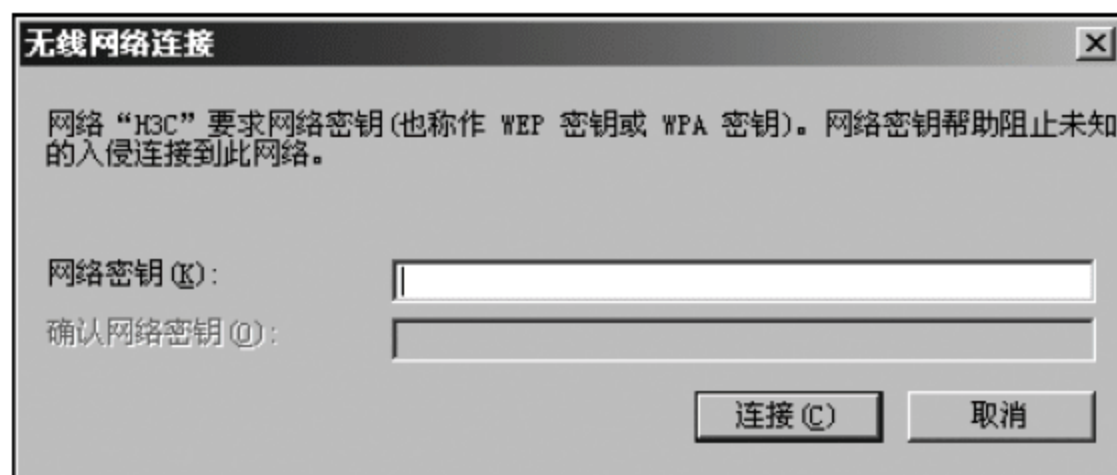 无线网络连接
网络“H3C”要求网络密钥(也称作 WEP 密钥或 WPA 密钥)。网络密钥帮助阻止未知
的入侵连接到此网络。
网络密钥(K):
确认网络密钥(O):
连接(C) 取消